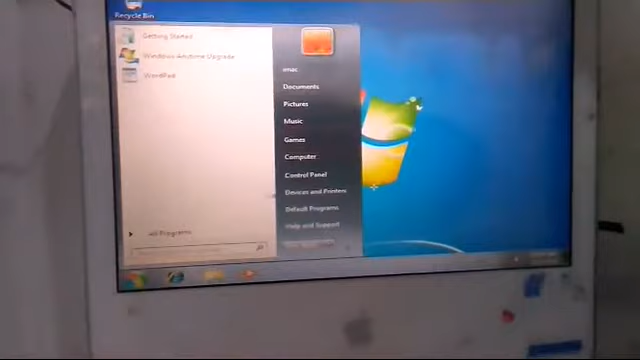 Recycle Bin
Getting Started
Windows Anytime Upgrade
WordPad
All Programs
imac
Documents
Pictures
Music
Games
Computer
Control Panel
Devices and Printers
Default Programs
Help and Support